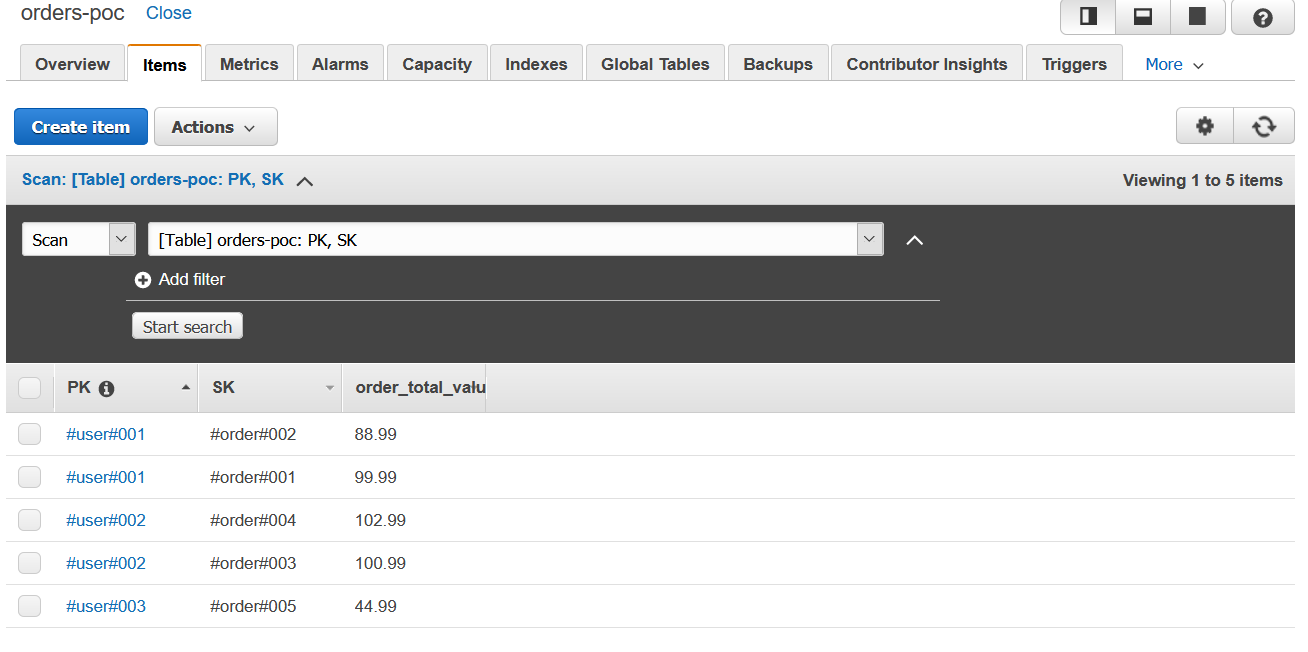 orders-poc Close
Overview Items Metrics Alarms Capacity Indexes Global Tables Backups Contributor Insights Triggers More
Create item Actions
Scan: [Table] orders-poc: PK, SK Viewing 1 to 5 items
Scan [Table] orders-poc: PK, SK
Add filter
Start search
PK SK order_total_valu
#user#001 #order#002 88.99
#user#001 #order#001 99.99
#user#002 #order#004 102.99
#user#002 #order#003 100.99
#user#003 #order#005 44.99